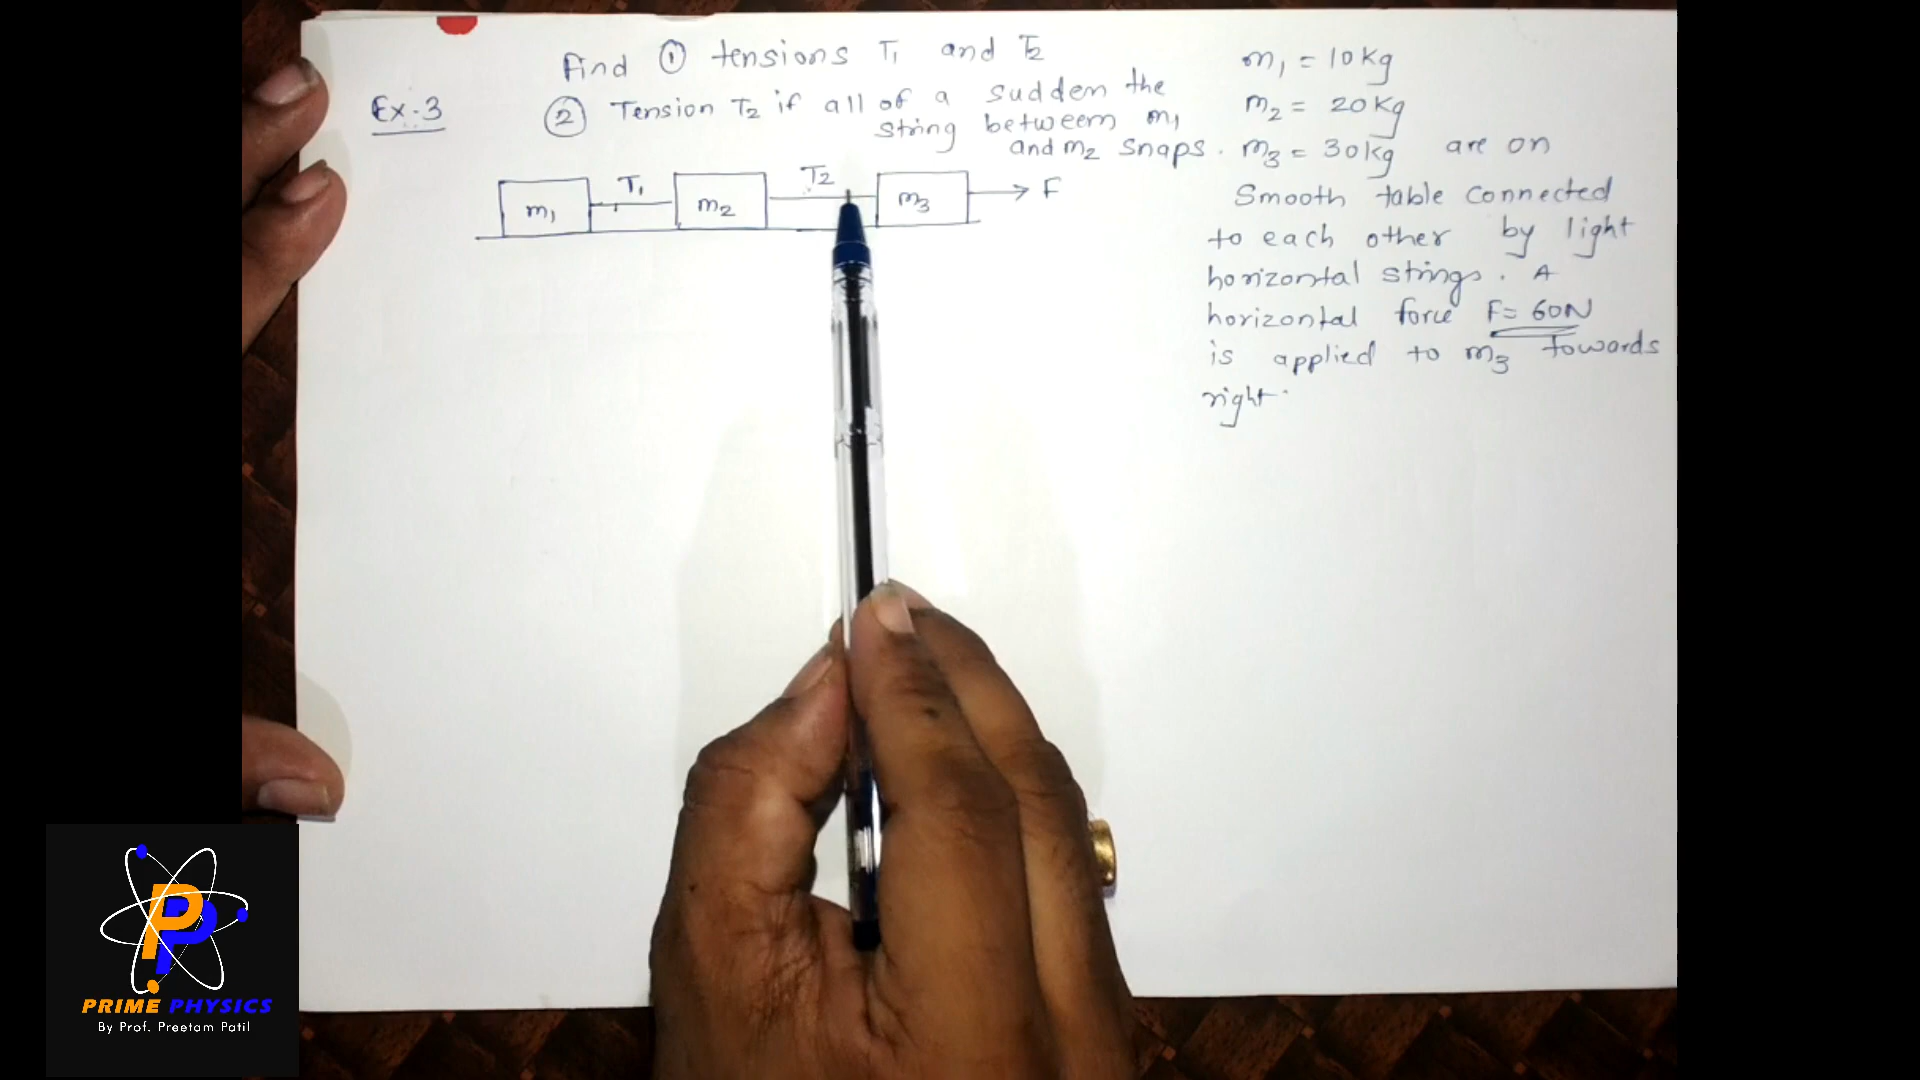 Find ① tensions T₁ and T₂
Ex.3 ② Tension T₂ if all of a sudden the
string between m₁
and m₂ snaps.
m₁ = 10kg
m₂ = 20kg
m₃ = 30kg are on
Smooth table connected
to each other by light
horizontal strings. A
horizontal force F= 60N
is applied to m₃ towards
right.
m₁ T₁ m₂ T₂ m₃ F
PP
PRIME PHYSICS
By Prof. Preetam Patil